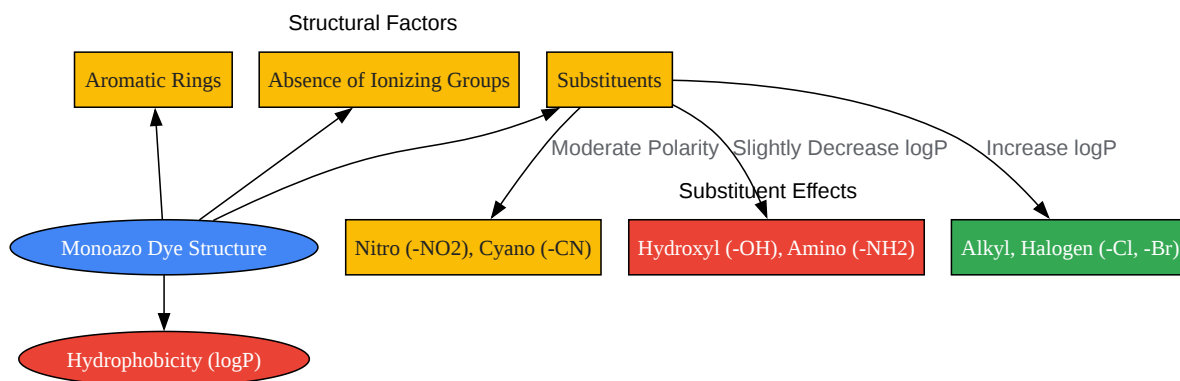 Structural Factors
Aromatic Rings
Absence of Ionizing Groups
Substituents
Moderate Polarity
Slightly Decrease logP
Increase logP
Substituent Effects
Monoazo Dye Structure
Nitro (-NO2), Cyano (-CN)
Hydroxyl (-OH), Amino (-NH2)
Alkyl, Halogen (-Cl, -Br)
Hydrophobicity (logP)